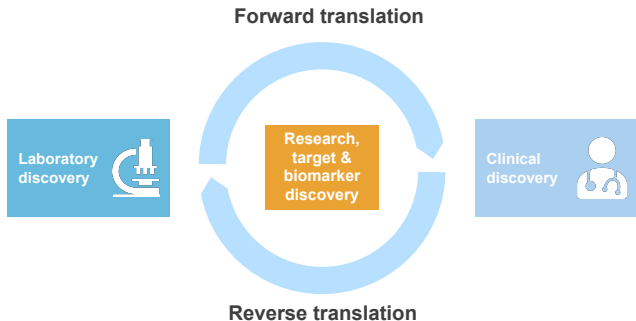 Forward translation
Laboratory
discovery
Research,
target &
biomarker
discovery
Clinical
discovery
Reverse translation